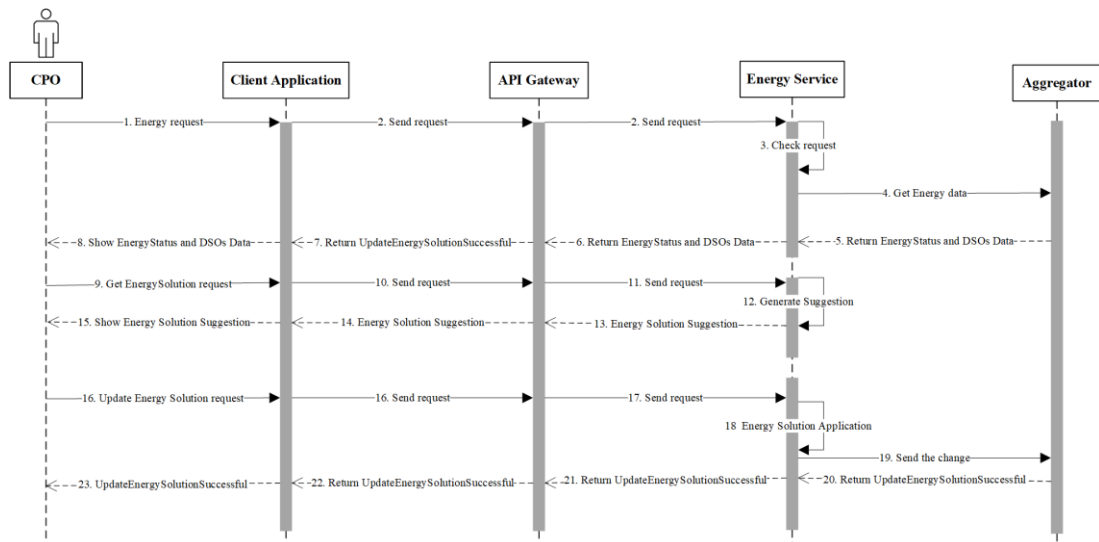 CPO
Client Application
API Gateway
Energy Service
Aggregator
1. Energy request
2. Send request
2. Send request
3. Check request
4. Get Energy data
8. Show EnergyStatus and DSOs Data
7. Return UpdateEnergySolutionSuccessful
6. Return EnergyStatus and DSOs Data
5. Return EnergyStatus and DSOs Data
9. Get EnergySolution request
10. Send request
11. Send request
12. Generate Suggestion
15. Show Energy Solution Suggestion
14. Energy Solution Suggestion
13. Energy Solution Suggestion
16. Update Energy Solution request
16. Send request
17. Send request
18 Energy Solution Application
19. Send the change
23. UpdateEnergySolutionSuccessful
22. Return UpdateEnergySolutionSuccessful
21. Return UpdateEnergySolutionSuccessful
20. Return UpdateEnergySolutionSuccessful